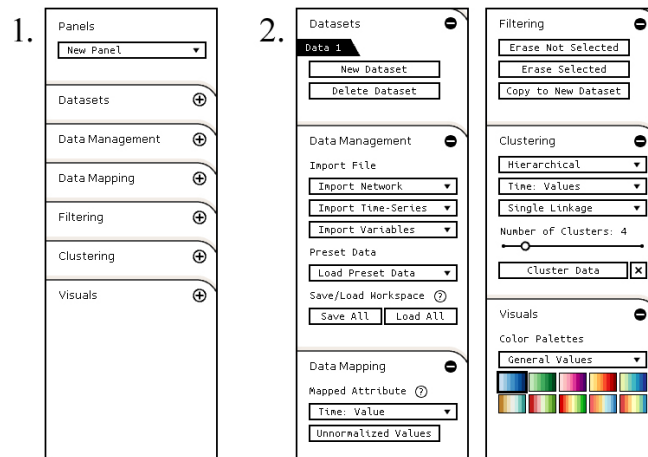 1.
Panels
New Panel
Datasets
Data Management
Data Mapping
Filtering
Clustering
Visuals
2.
Datasets
Data 1
New Dataset
Delete Dataset
Data Management
Import File
Import Network
Import Time-Series
Import Variables
Preset Data
Load Preset Data
Save/Load Workspace ?
Save All Load All
Data Mapping
Mapped Attribute ?
Time: Value
Unnormalized Values
Filtering
Erase Not Selected
Erase Selected
Copy to New Dataset
Clustering
Hierarchical
Time: Values
Single Linkage
Number of Clusters: 4
Cluster Data ×
Visuals
Color Palettes
General Values